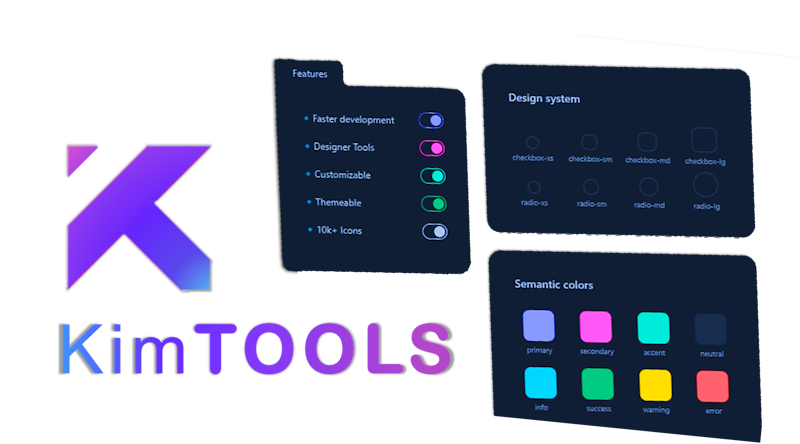 Features
Faster development
Designer Tools
Customizable
Themeable
10k+ Icons
Design system
checkbox-xs checkbox-sm checkbox-md checkbox-lg
radio-xs radio-sm radio-md radio-lg
Semantic colors
primary secondary accent neutral
info success warning error
KimTOOLS